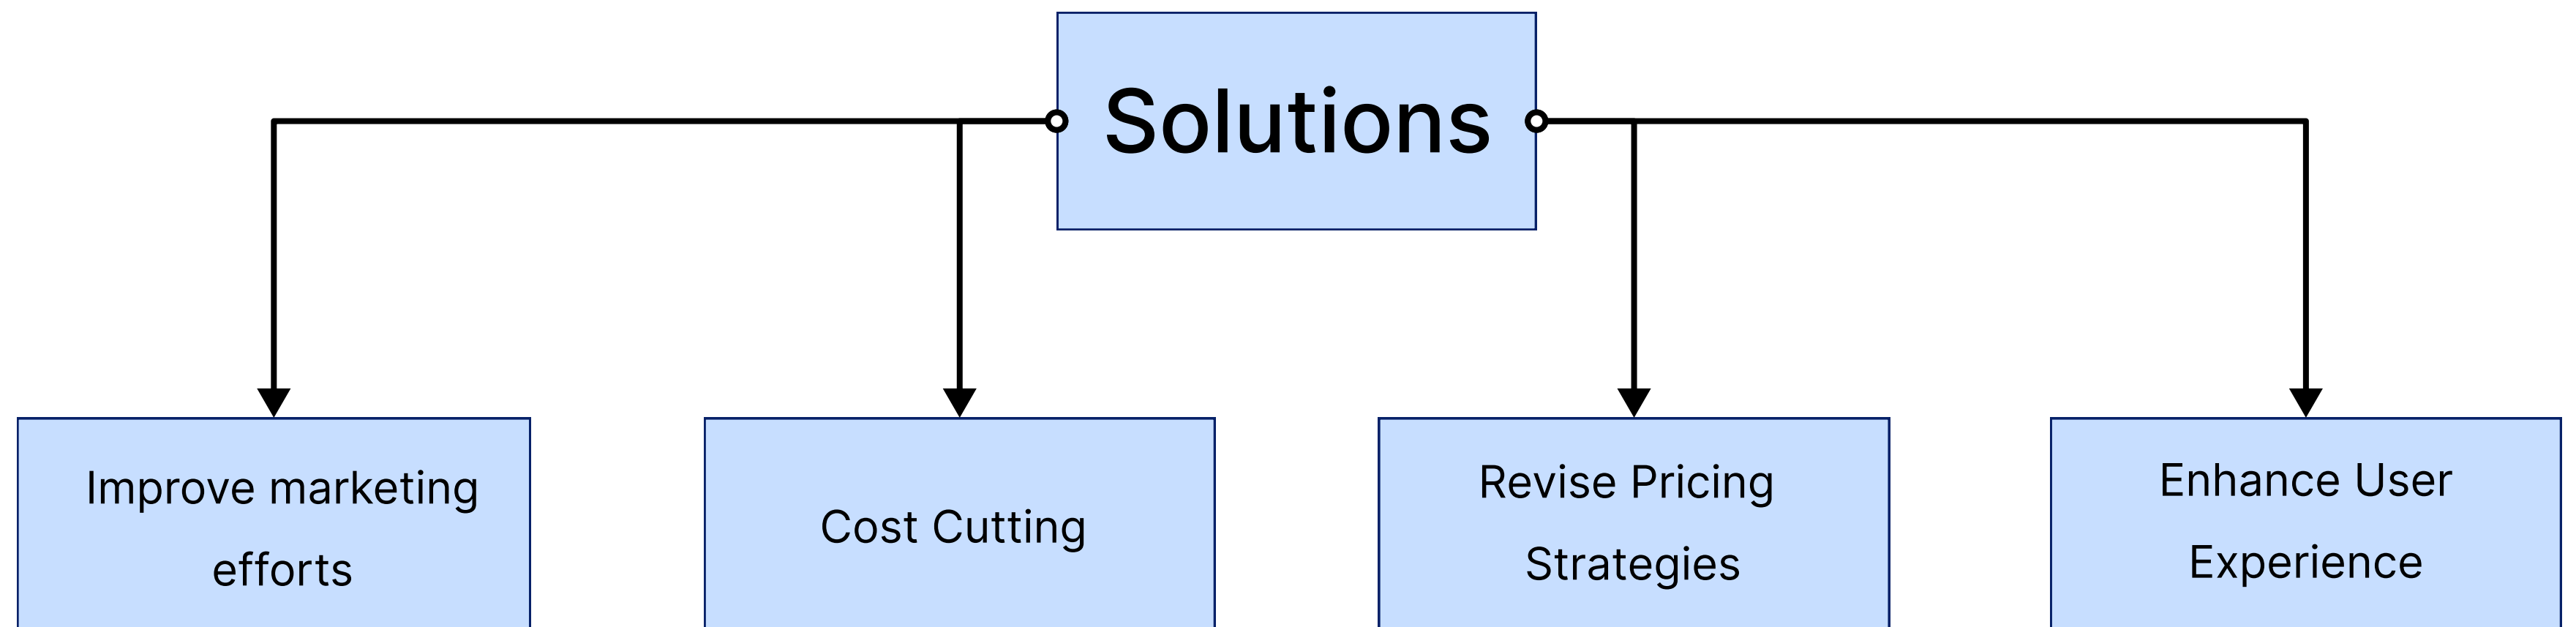 Solutions
Improve marketing
efforts
Cost Cutting
Revise Pricing
Strategies
Enhance User
Experience